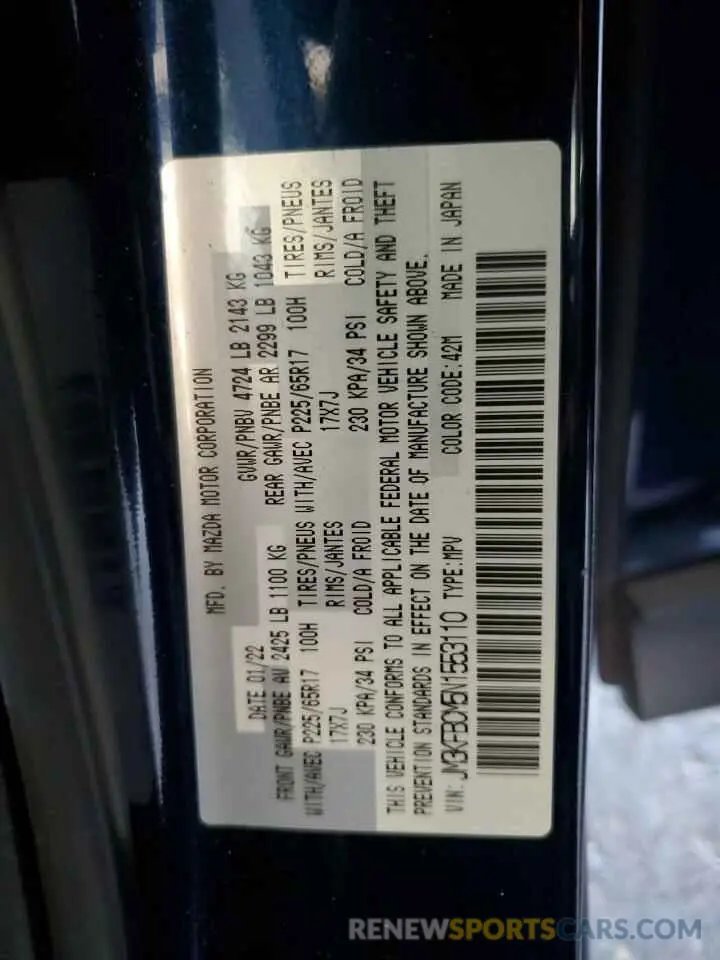 MFD. BY MAZDA MOTOR CORPORATION
DATE 01/22 GVWR/PNBV 4724 LB 2143 KG
FRONT GAWR/PNBE AV 2425 LB 1100 KG REAR GAWR/PNBE AR 2299 LB 1043 KG
WITH/AVEC P225/65R17 100H TIRES/PNEUS WITH/AVEC P225/65R17 100H TIRES/PNEUS
17X7J RIMS/JANTES 17X7J RIMS/JANTES
230 KPA/34 PSI COLD/A FROID 230 KPA/34 PSI COLD/A FROID
THIS VEHICLE CONFORMS TO ALL APPLICABLE FEDERAL MOTOR VEHICLE SAFETY AND THEFT
PREVENTION STANDARDS IN EFFECT ON THE DATE OF MANUFACTURE SHOWN ABOVE.
VIN: JM3KFBCM5N1553110 TYPE:MPV COLOR CODE:42M MADE IN JAPAN
RENEWSPORTSCARS.COM